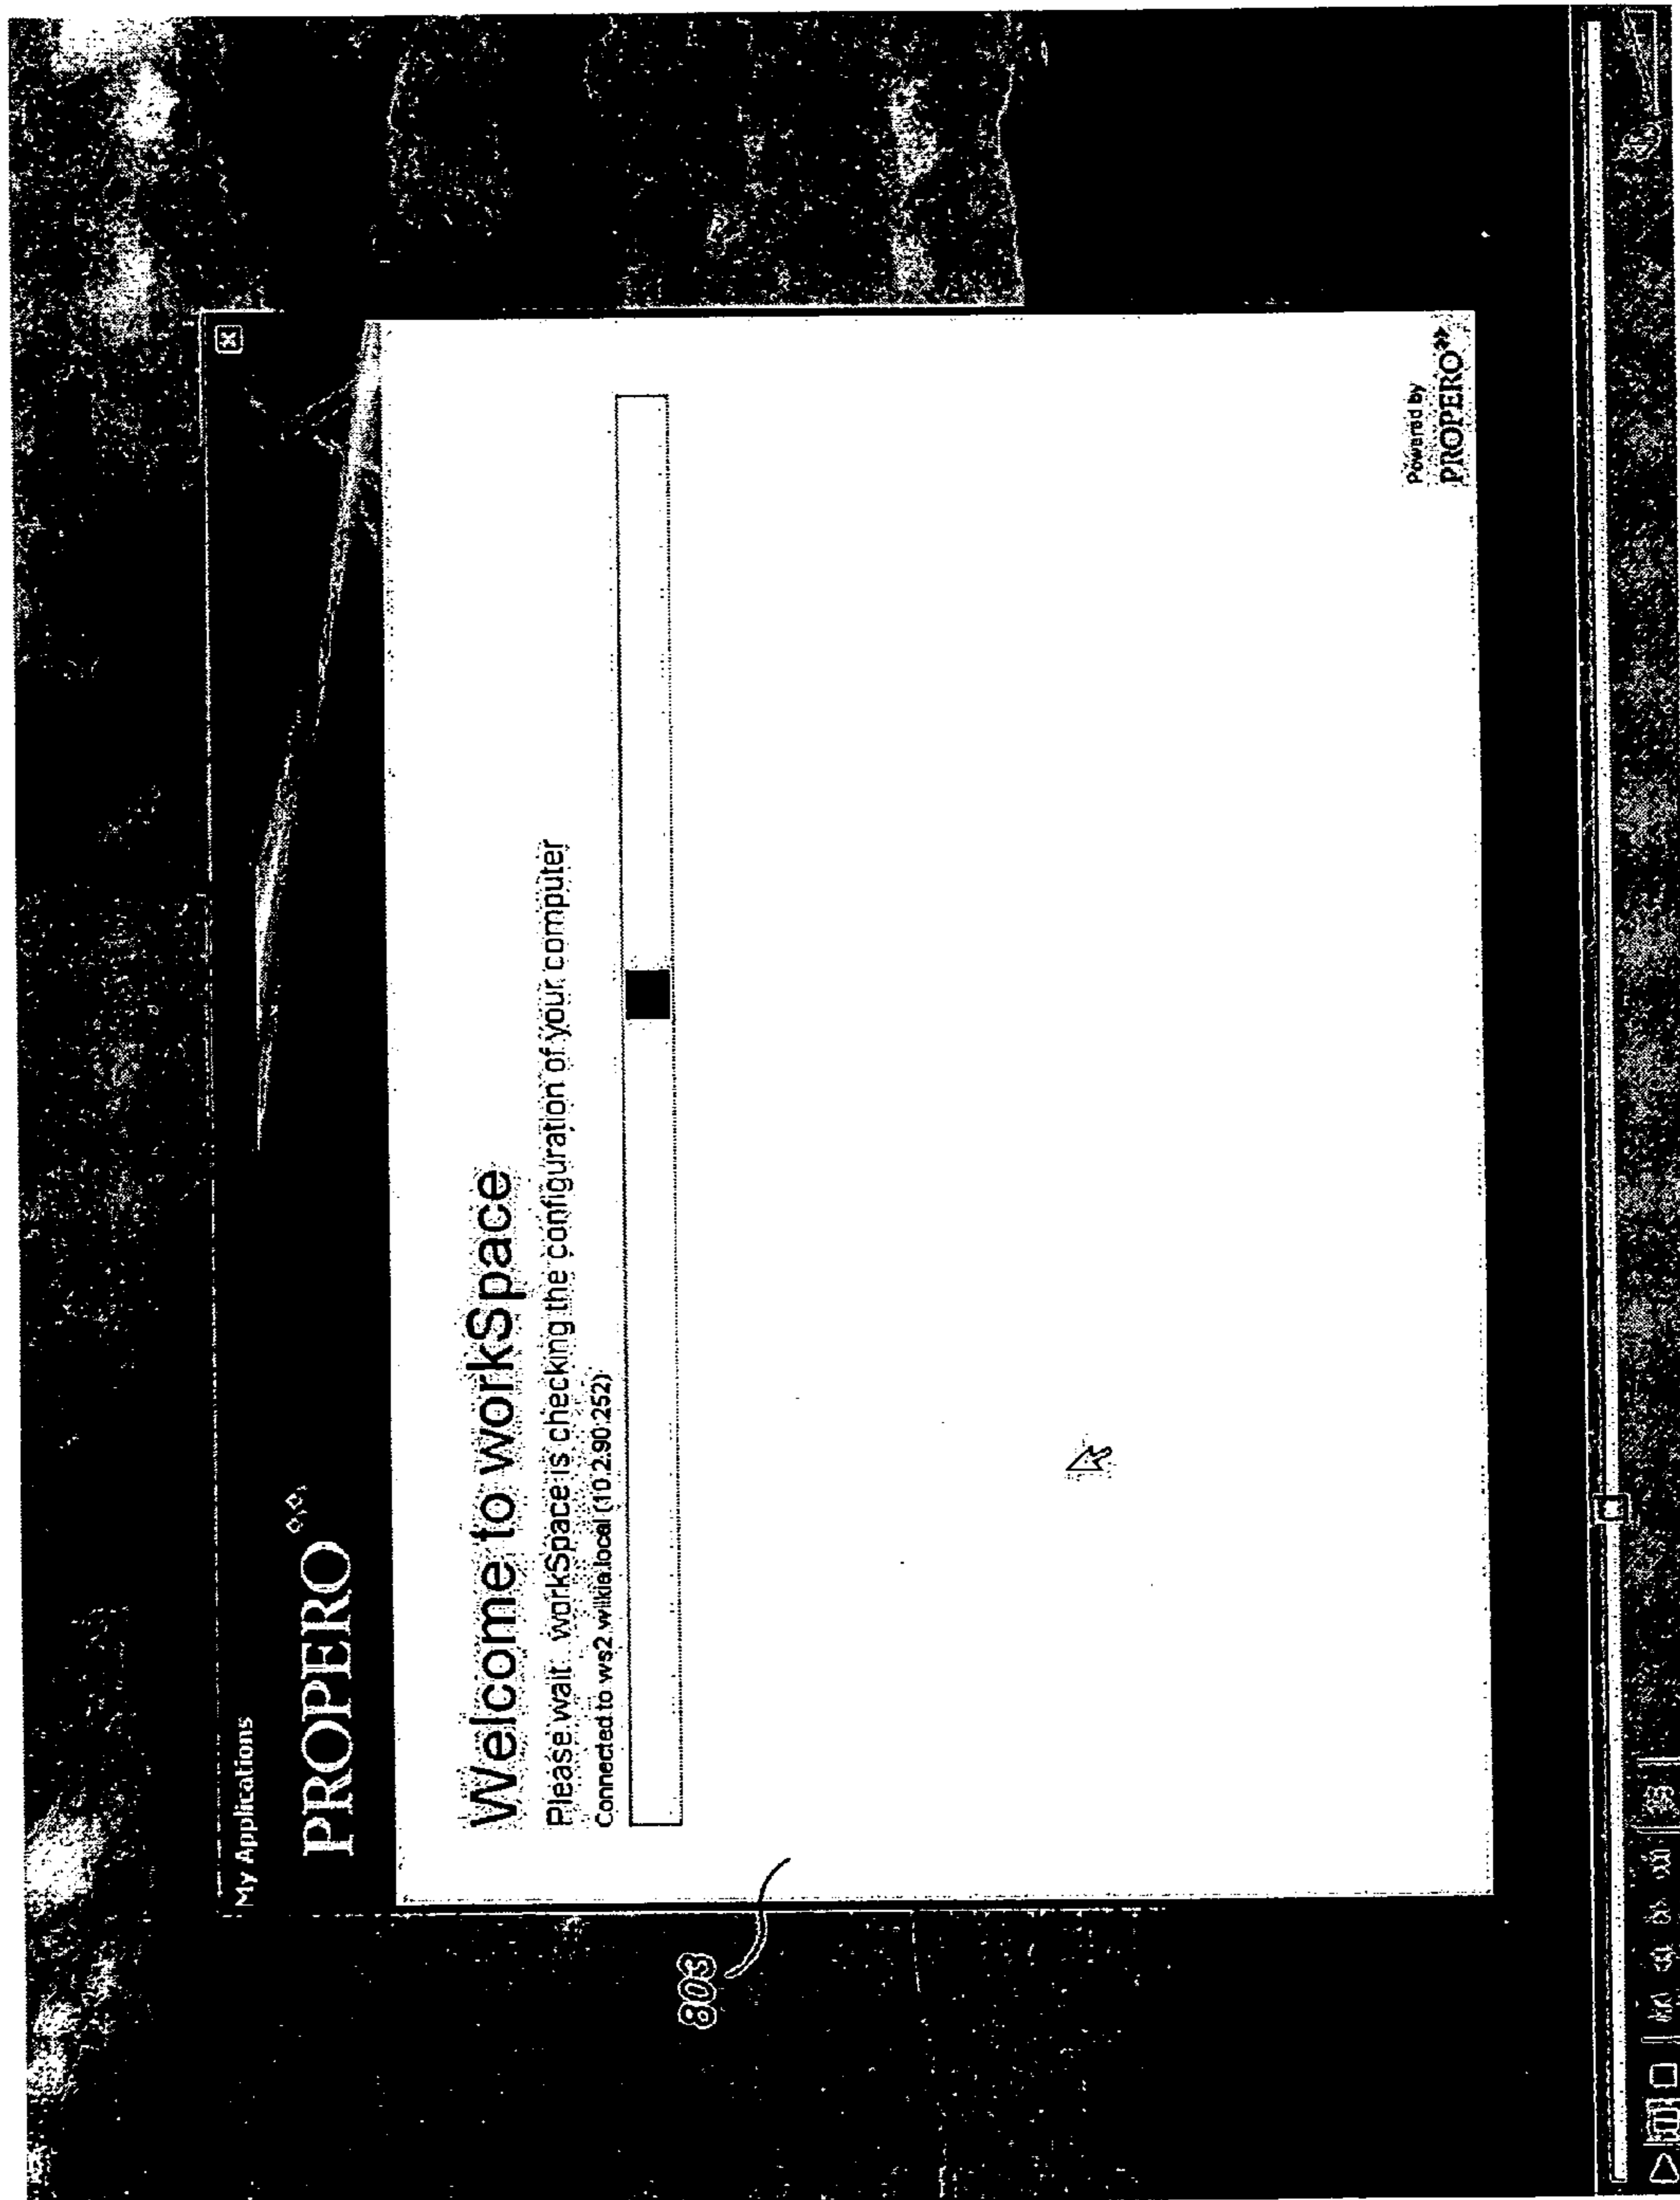 My Applications
PROPERO
Welcome to workSpace
Please wait... workSpace is checking the configuration of your computer
Connected to ws2.wilkie.local (10.2.90.252)
803
Powered by
PROPERO